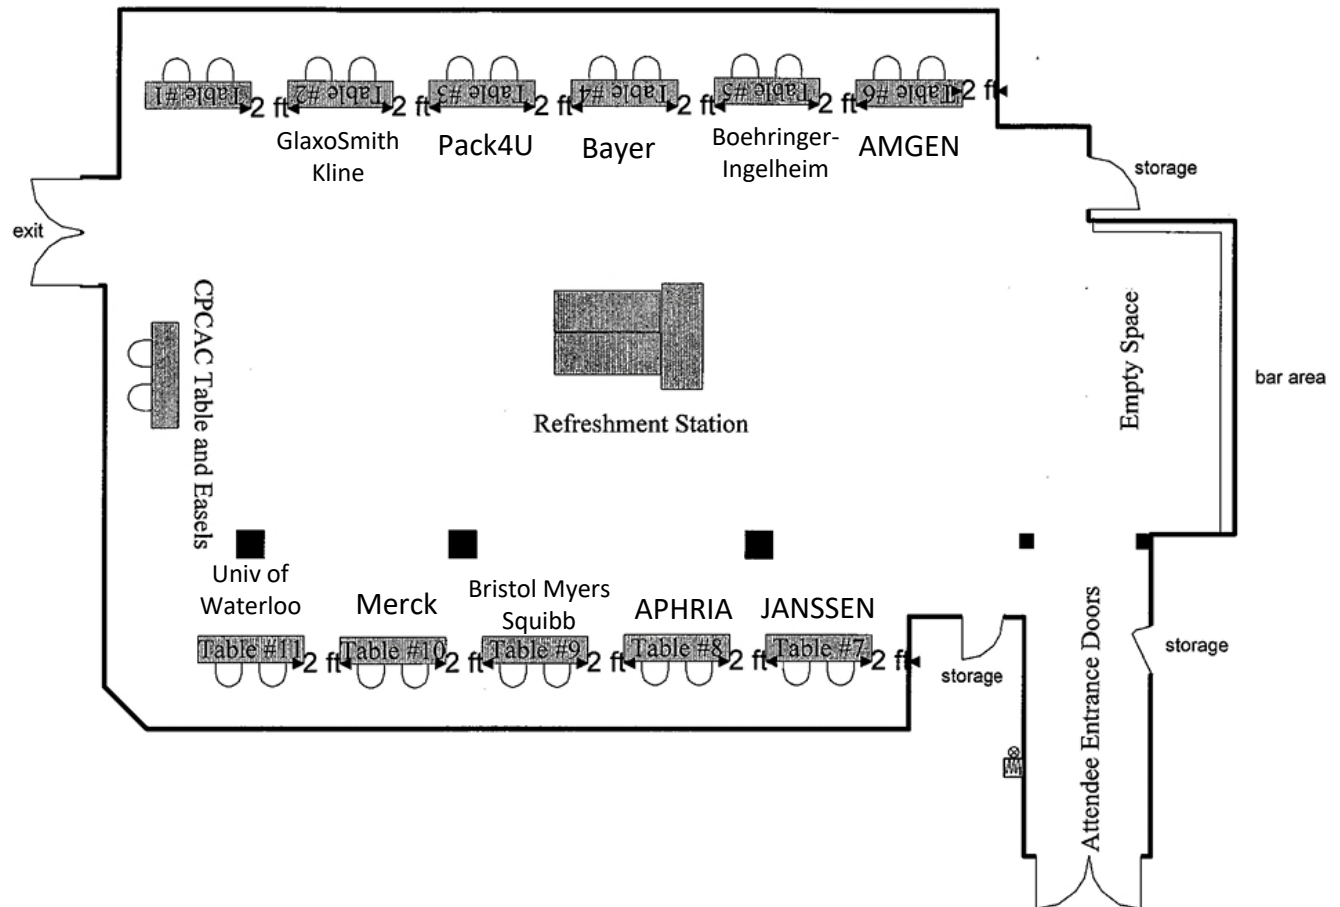 Table #1
2 ft
Table #2
2 ft
Table #3
2 ft
Table #4
2 ft
Table #5
2 ft
Table #6
2 ft
GlaxoSmith
Kline
Pack4U
Bayer
Boehringer-
Ingelheim
AMGEN
storage
exit
CPCAC Table and Easels
Refreshment Station
Empty Space
bar area
Univ of
Waterloo
Merck
Bristol Myers
Squibb
APHRIA
JANSSEN
Table #11
2 ft
Table #10
2 ft
Table #9
2 ft
Table #8
2 ft
Table #7
2 ft
storage
Attendee Entrance Doors
storage